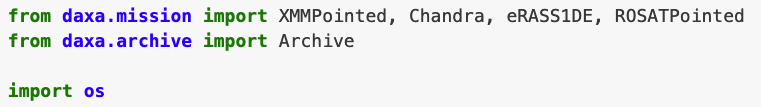 from daxa.mission import XMMPointed, Chandra, eRASS1DE, ROSATPointed
from daxa.archive import Archive
import os